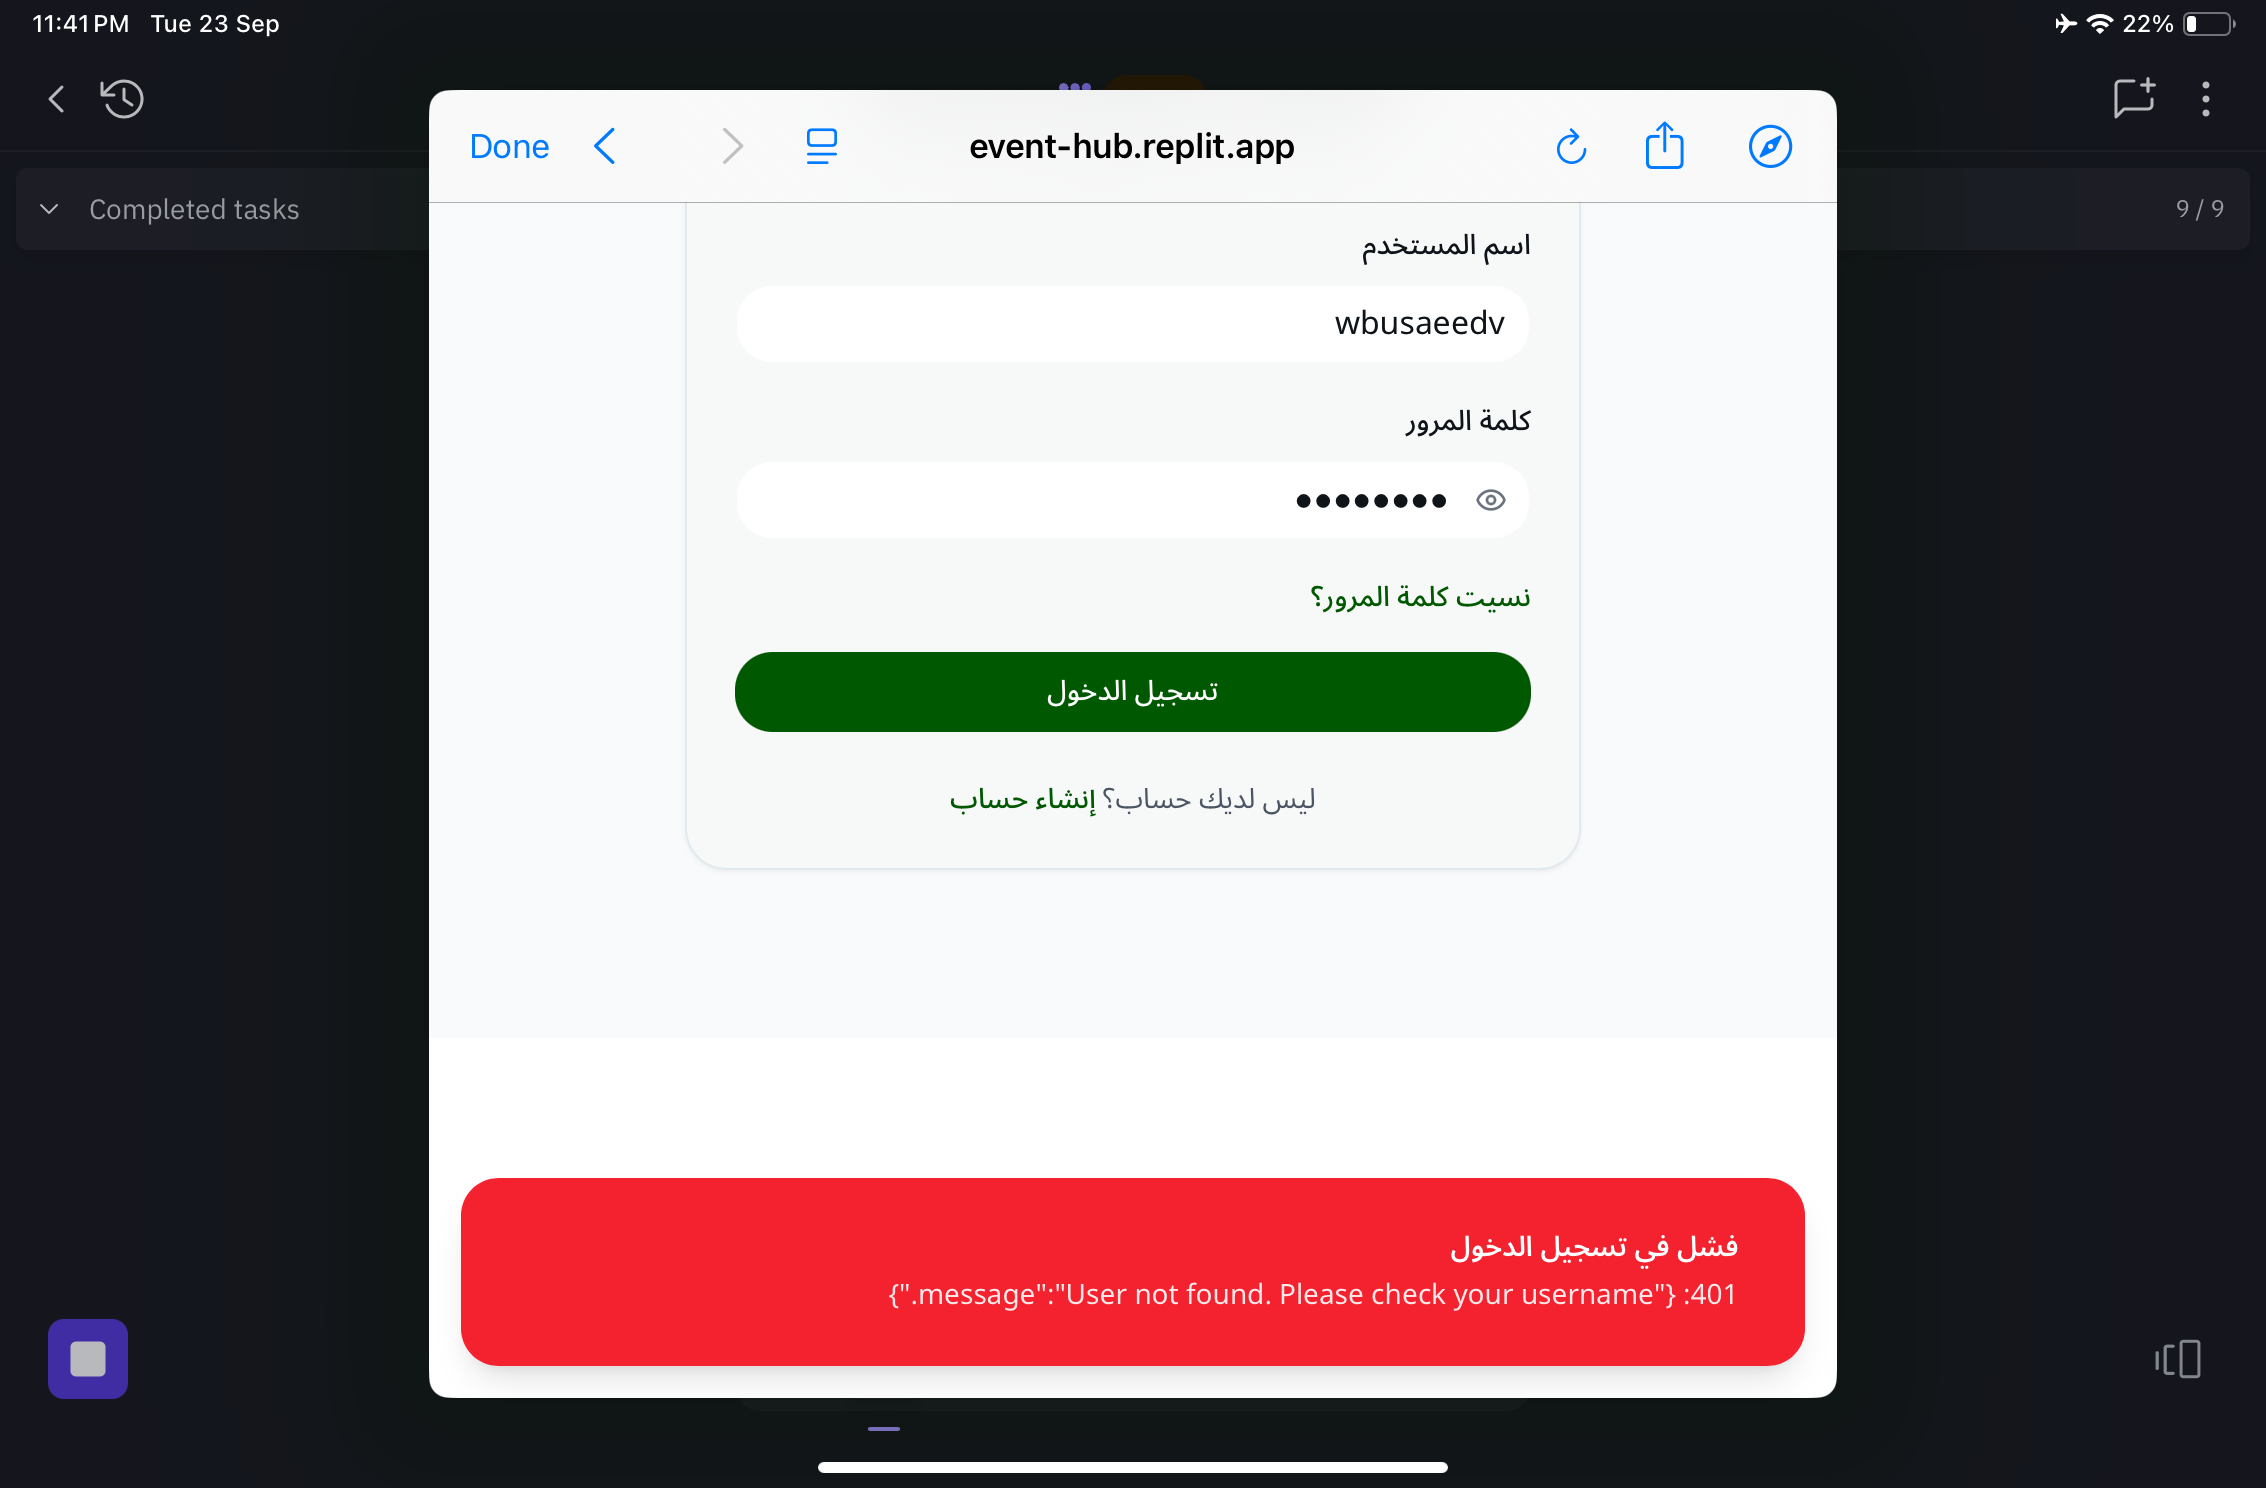 11:41 PM Tue 23 Sep
22%
Done
event-hub.replit.app
Completed tasks
9 / 9
اسم المستخدم
wbusaeedv
كلمة المرور
••••••••
نسيت كلمة المرور؟
تسجيل الدخول
ليس لديك حساب؟ إنشاء حساب
فشل في تسجيل الدخول
401: {"message":"User not found. Please check your username."}